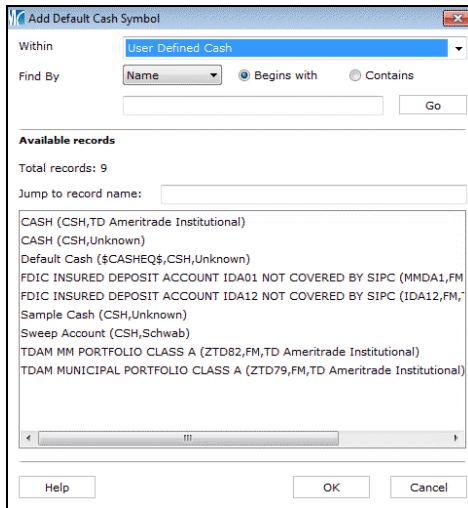 Add Default Cash Symbol
Within User Defined Cash
Find By Name Begins with Contains
Go
Available records
Total records: 9
Jump to record name:
CASH (CSH,TD Ameritrade Institutional)
CASH (CSH,Unknown)
Default Cash ($CASHEQ$,CSH,Unknown)
FDIC INSURED DEPOSIT ACCOUNT IDA01 NOT COVERED BY SIPC (MMDA1,FM
FDIC INSURED DEPOSIT ACCOUNT IDA12 NOT COVERED BY SIPC (IDA12,FM,
Sample Cash (CSH,Unknown)
Sweep Account (CSH,Schwab)
TDAM MM PORTFOLIO CLASS A (ZTD82,FM,TD Ameritrade Institutional)
TDAM MUNICIPAL PORTFOLIO CLASS A (ZTD79,FM,TD Ameritrade Institutional)
Help OK Cancel